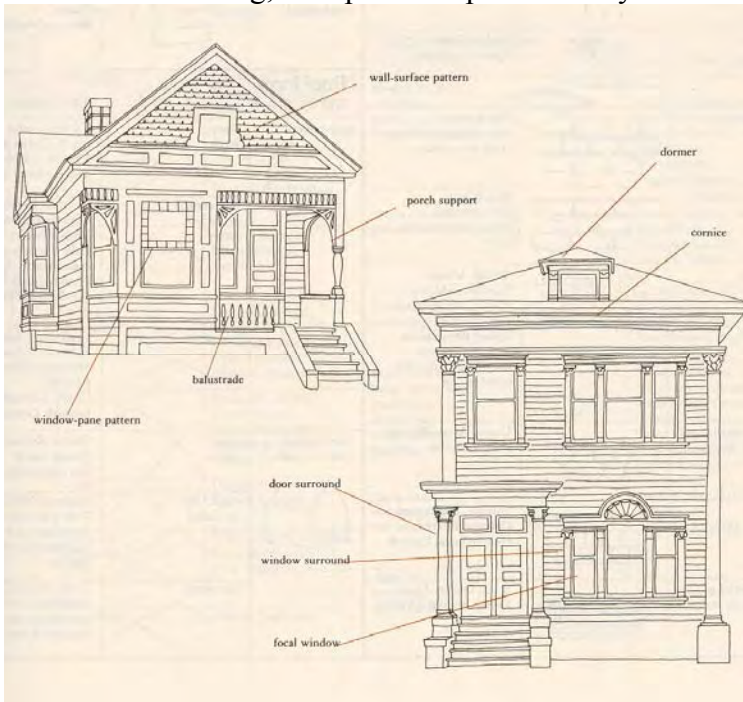 wall-surface pattern
porch support
balustrade
window-pane pattern
dormer
cornice
door surround
window surround
focal window